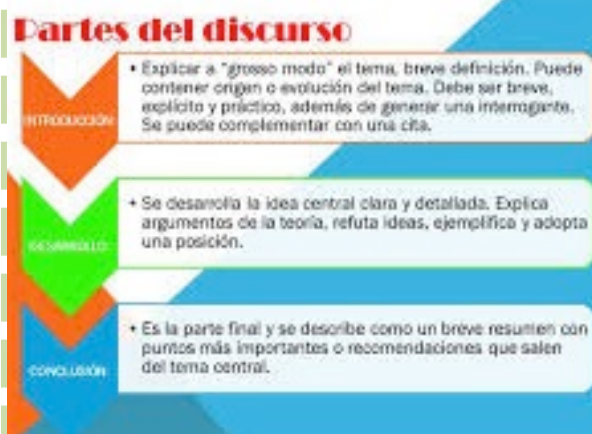 Partes del discurso
INTRODUCCIÓN
• Explicar a "grosso modo" el tema, breve definición. Puede
contener origen o evolución del tema. Debe ser breve,
explícito y práctico, además de generar una interrogante.
Se puede complementar con una cita.
DESARROLLO
• Se desarrolla la idea central clara y detallada. Explica
argumentos de la teoría, refuta ideas, ejemplifica y adopta
una posición.
CONCLUSIÓN
• Es la parte final y se describe como un breve resumen con
puntos más importantes o recomendaciones que salen
del tema central.